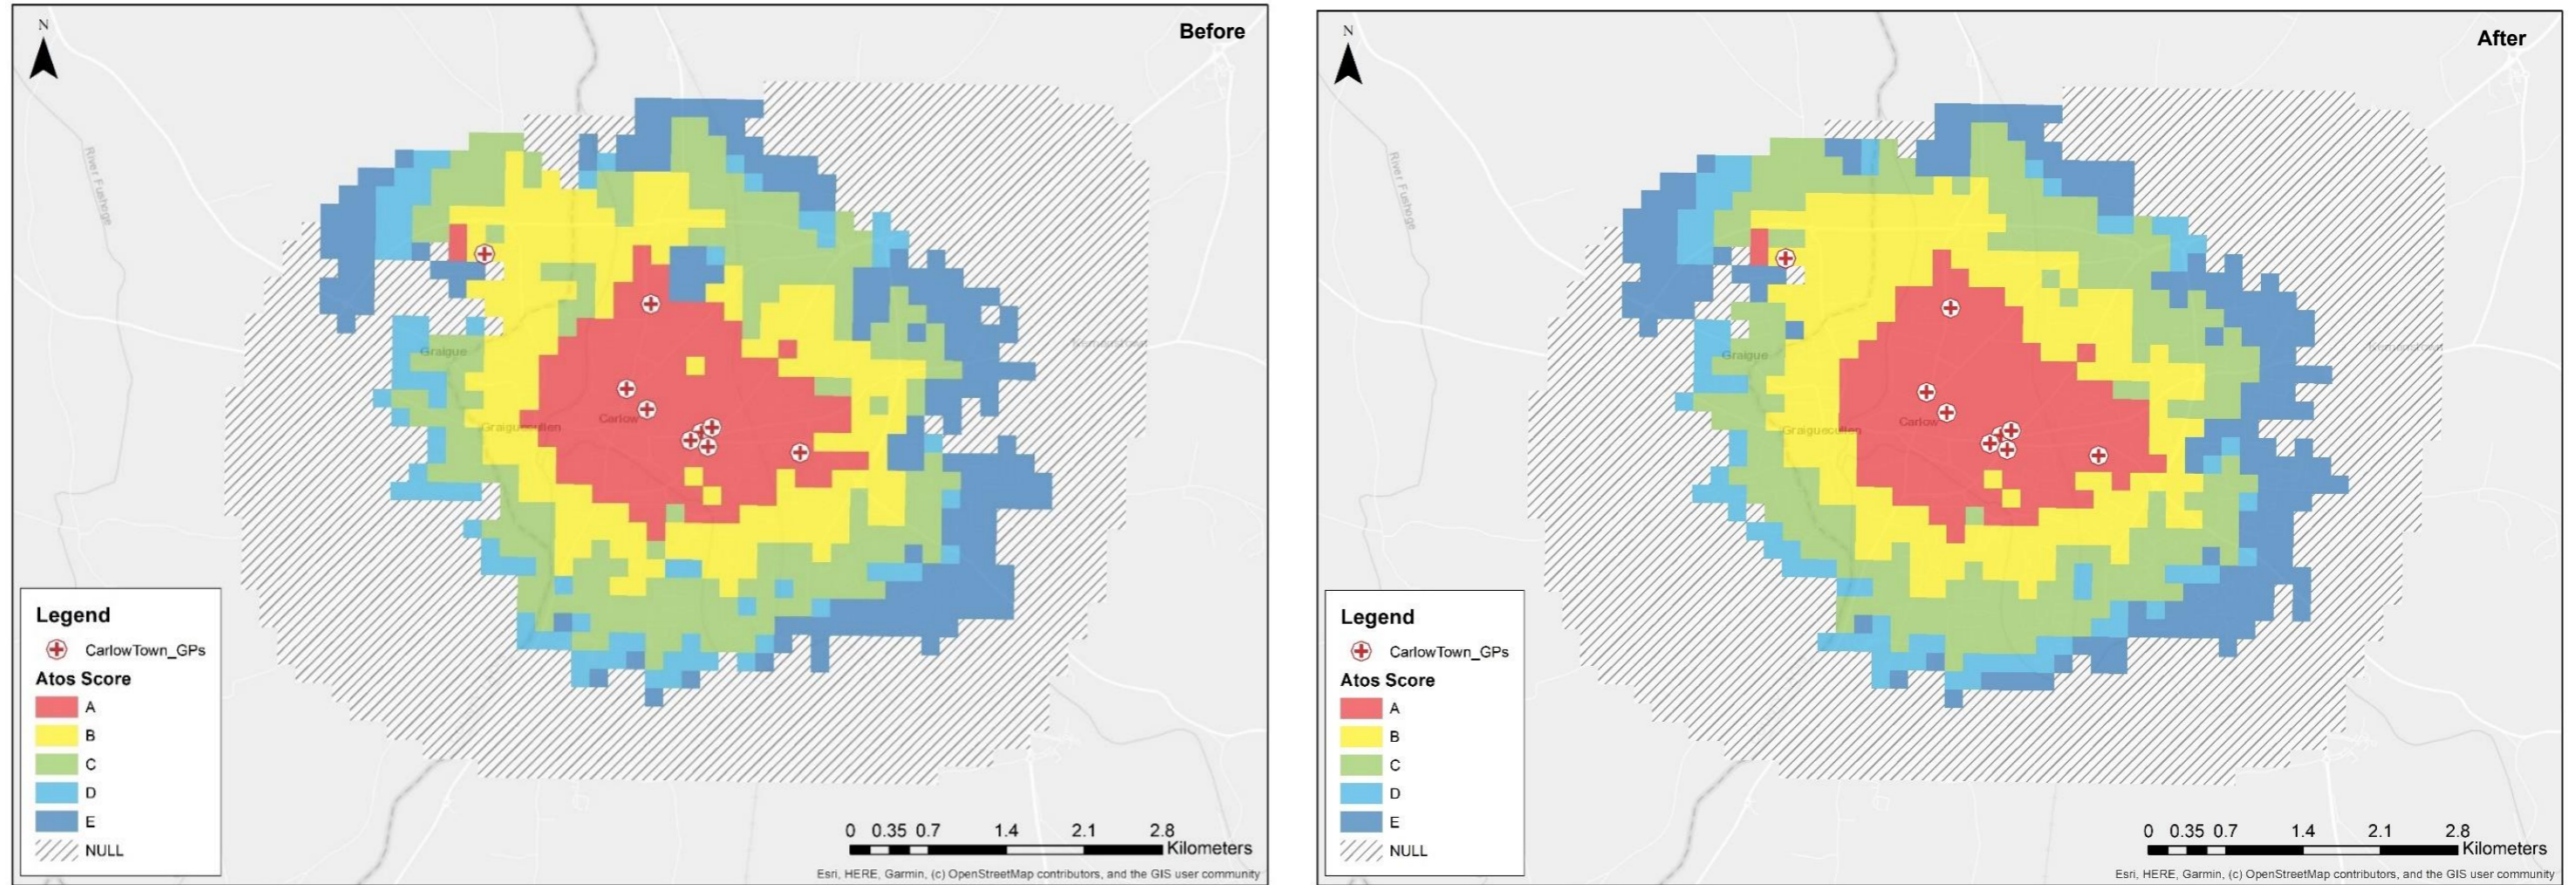 Before
N
River Fushoge
Graigue
Carlow
Graiguecullen
Legend
CarlowTown_GPs
Atos Score
A
B
C
D
E
NULL
0 0.35 0.7 1.4 2.1 2.8
Kilometers
Esri, HERE, Garmin, (c) OpenStreetMap contributors, and the GIS user community
After
N
River Fushoge
Graigue
Carlow
Graiguecullen
Legend
CarlowTown_GPs
Atos Score
A
B
C
D
E
NULL
0 0.35 0.7 1.4 2.1 2.8
Kilometers
Esri, HERE, Garmin, (c) OpenStreetMap contributors, and the GIS user community